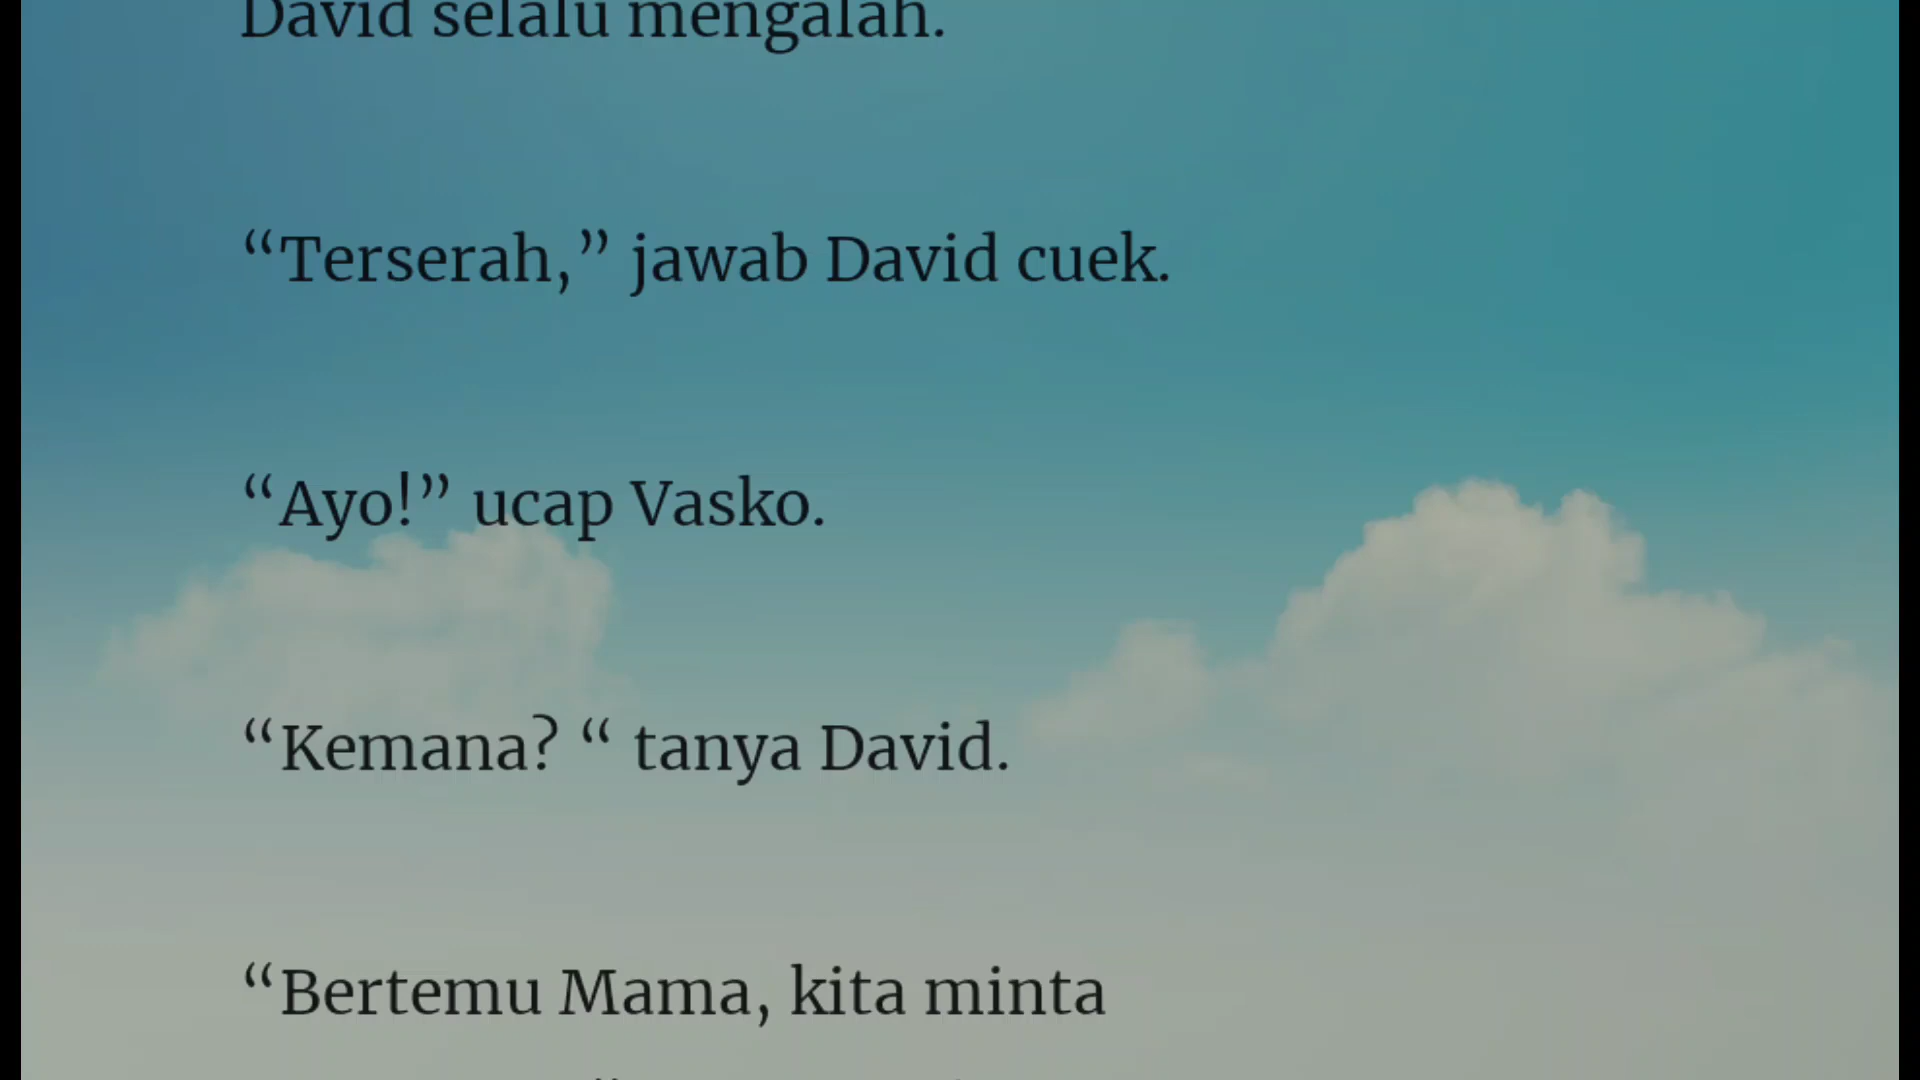 David selalu mengalah.
“Terserah,” jawab David cuek.
“Ayo!” ucap Vasko.
“Kemana? “ tanya David.
“Bertemu Mama, kita minta